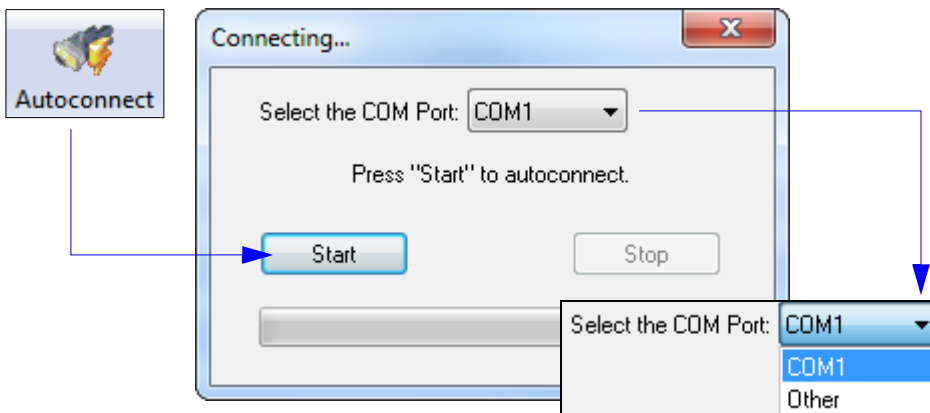 Connecting...
Autoconnect
Select the COM Port: COM1
Press "Start" to autoconnect.
Start Stop
Select the COM Port: COM1
COM1
Other